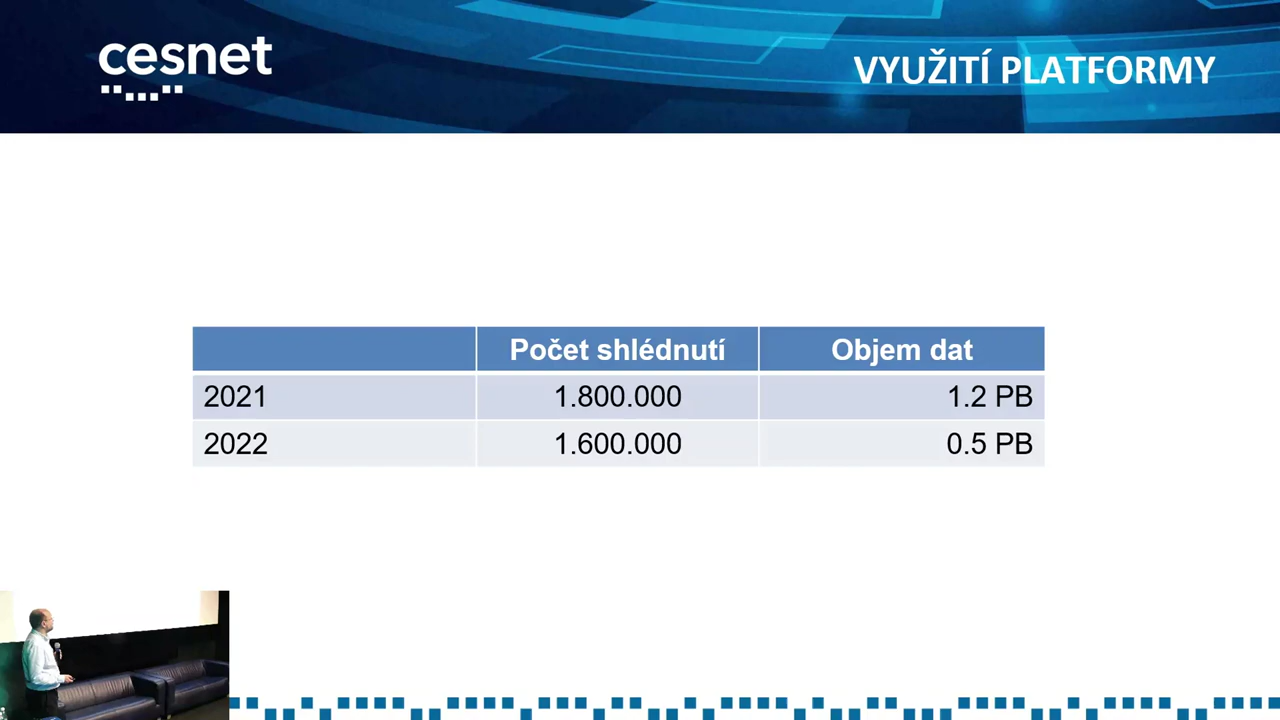 cesnet
VYUŽITÍ PLATFORMY
Počet shlédnutí Objem dat
2021 1.800.000 1.2 PB
2022 1.600.000 0.5 PB